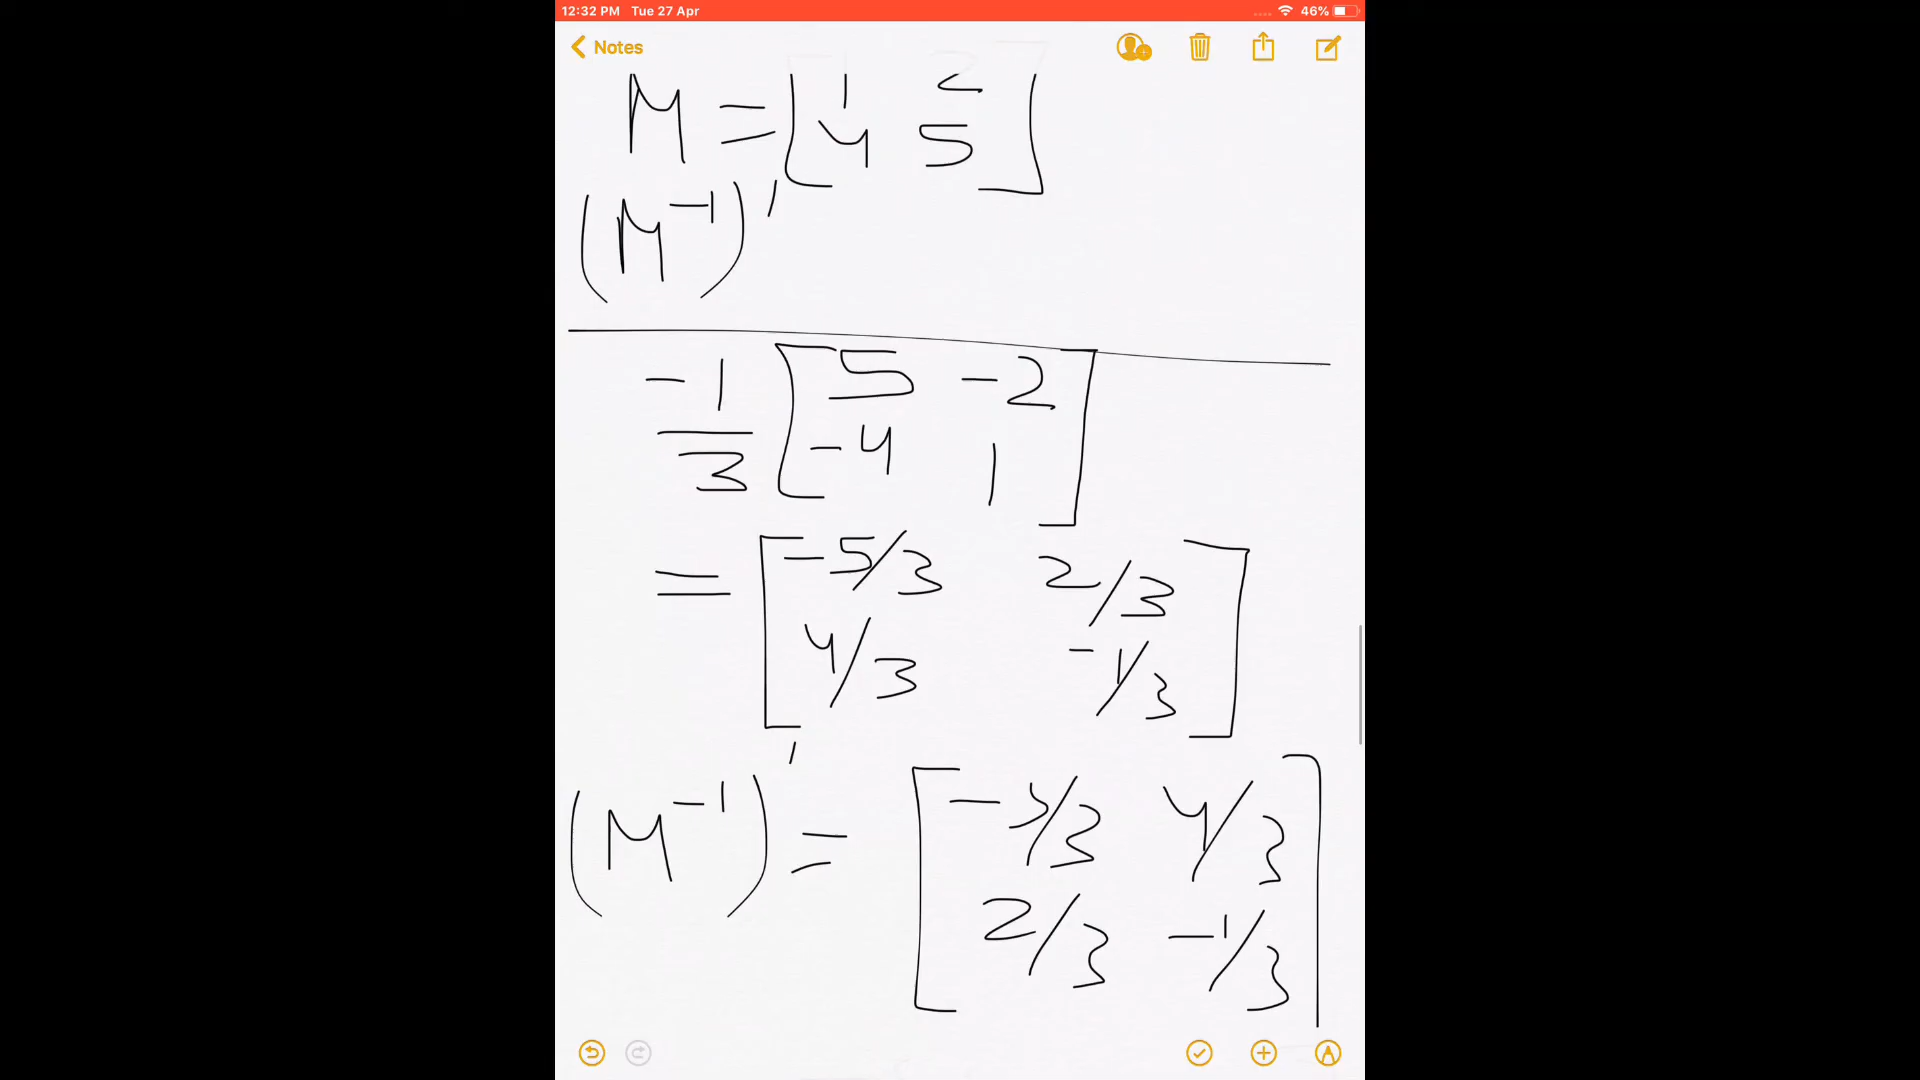 12:32 PM Tue 27 Apr 46%
Notes
M = [ 1 2
4 5 ]
(M⁻¹)'
-1/3 [ 5 -2
-4 1 ]
= [ -5/3 2/3
4/3 -1/3 ]
(M⁻¹)' = [ -5/3 4/3
2/3 -1/3 ]